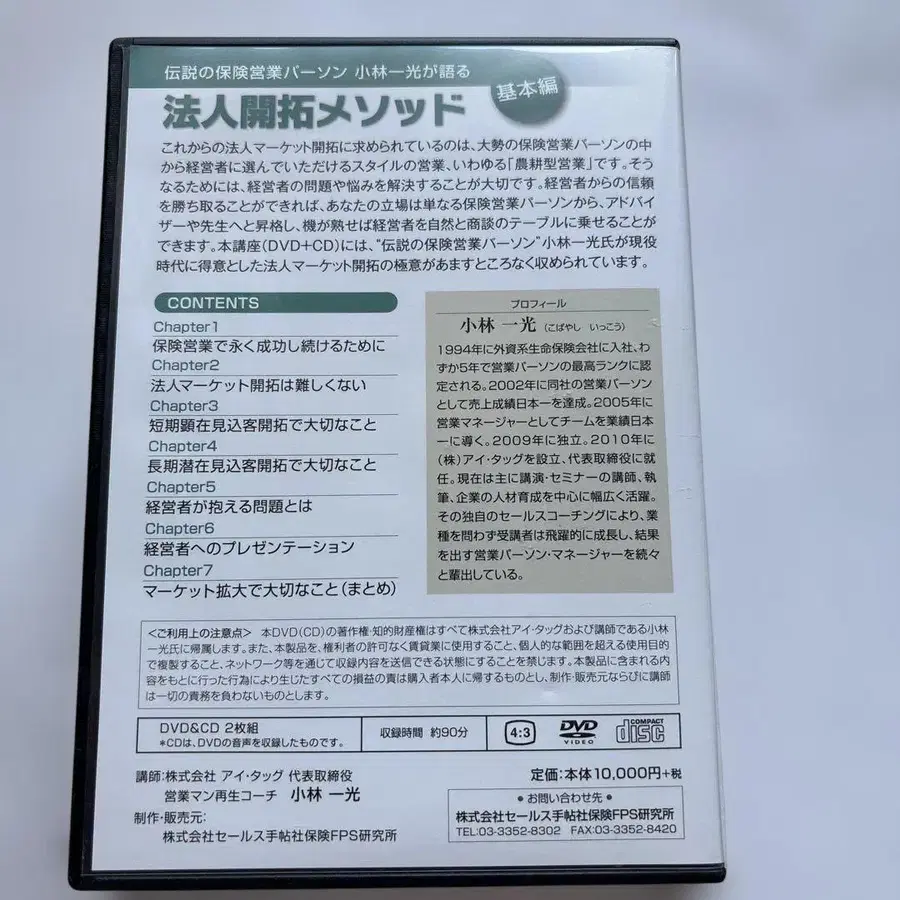 伝説の保険営業パーソン 小林一光が語る
法人開拓メソッド
基本編
これからの法人マーケット開拓に求められているのは、大勢の保険営業パーソンの中
から経営者に選んでいただけるスタイルの営業、いわゆる「農耕型営業」です。そう
なるためには、経営者の問題や悩みを解決することが大切です。経営者からの信頼
を勝ち取ることができれば、あなたの立場は単なる保険営業パーソンから、アドバイ
ザーや先生へと昇格し、機が熟せば経営者を自然と商談のテーブルに乗せることが
できます。本講座(DVD+CD)には、"伝説の保険営業パーソン"小林一光氏が現役
時代に得意とした法人マーケット開拓の極意があますところなく収められています。
CONTENTS
Chapter1
保険営業で永く成功し続けるために
Chapter2
法人マーケット開拓は難しくない
Chapter3
短期顕在見込客開拓で大切なこと
Chapter4
長期潜在見込客開拓で大切なこと
Chapter5
経営者が抱える問題とは
Chapter6
経営者へのプレゼンテーション
Chapter7
マーケット拡大で大切なこと(まとめ)
プロフィール
小林 一光(こばやし いっこう)
1994年に外資系生命保険会社に入社、わ
ずか5年で営業パーソンの最高ランクに認
定される。2002年に同社の営業パーソン
として売上成績日本一を達成。2005年に
営業マネージャーとしてチームを業績日本
一に導く。2009年に独立。2010年に
(株)アイ・タッグを設立、代表取締役に就
任。現在は主に講演・セミナーの講師、執
筆、企業の人材育成を中心に幅広く活躍。
その独自のセールスコーチングにより、業
種を問わず受講者は飛躍的に成長し、結果
を出す営業パーソン・マネージャーを続々
と輩出している。
<ご利用上の注意点> 本DVD(CD)の著作権・知的財産権はすべて株式会社アイ・タッグおよび講師である小林
一光氏に帰属します。また、本製品を、権利者の許可なく賃貸業に使用すること、個人的な範囲を超える使用目的
で複製すること、ネットワーク等を通じて収録内容を送信できる状態にすることを禁じます。本製品に含まれる内
容をもとに行った行為により生じたすべての損益の責は購入者本人に帰するものとし、制作・販売元ならびに講師
は一切の責務を負わないものとします。
DVD&CD 2枚組
*CDは、DVDの音声を収録したものです。
収録時間 約90分
4:3
DVD VIDEO
COMPACT disc
講師:株式会社 アイ・タッグ 代表取締役
営業マン再生コーチ 小林 一光
制作・販売元:
株式会社セールス手帖社保険FPS研究所
定価:本体10,000円+税
● お問い合わせ先 ●
株式会社セールス手帖社保険FPS研究所
TEL:03-3352-8302 FAX:03-3352-8420